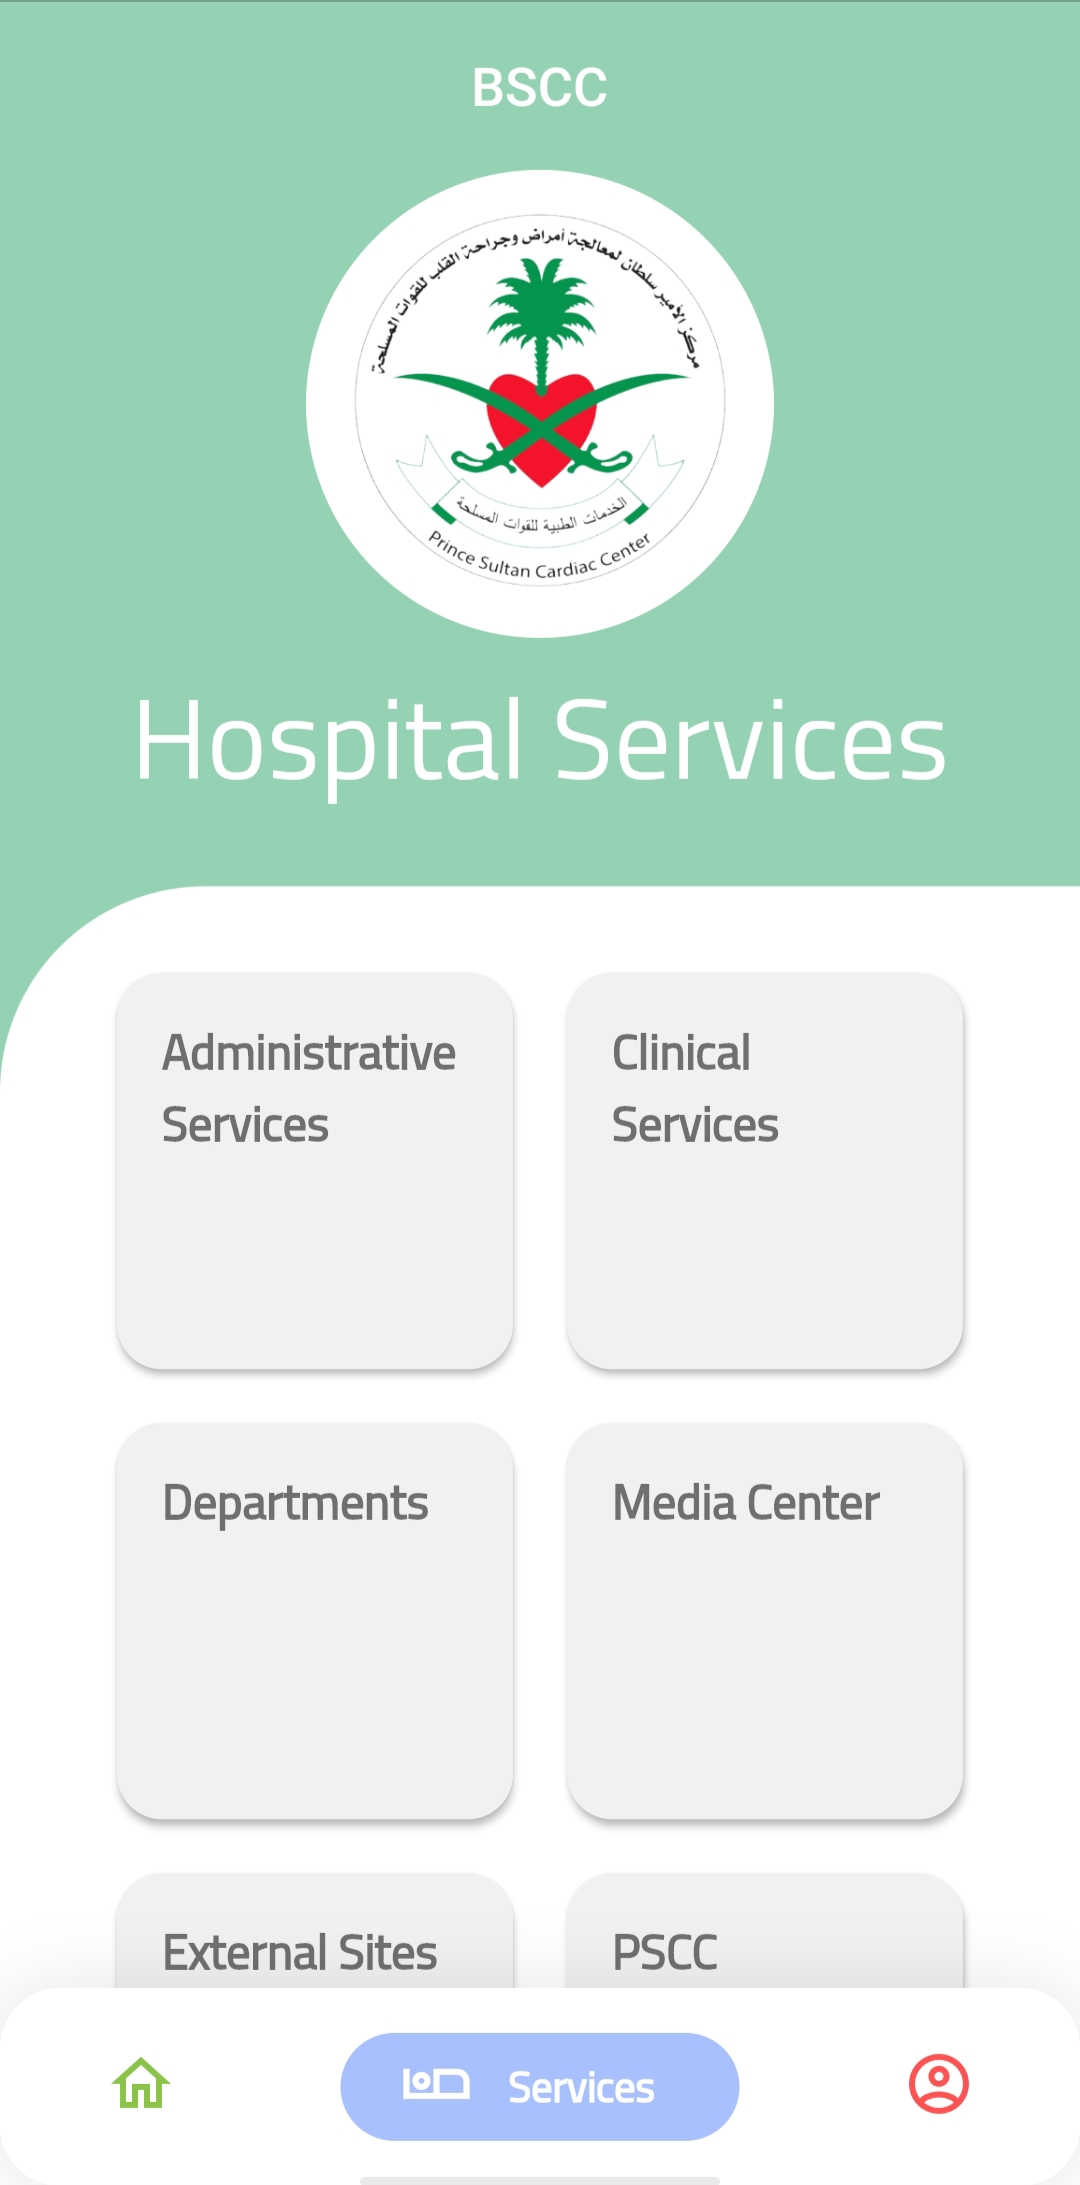 BSCC
مركز الأمير سلطان لمعالجة أمراض وجراحة القلب للقوات المسلحة
الخدمات الطبية للقوات المسلحة
Prince Sultan Cardiac Center
Hospital Services
Administrative
Services
Clinical
Services
Departments
Media Center
External Sites
PSCC
Services